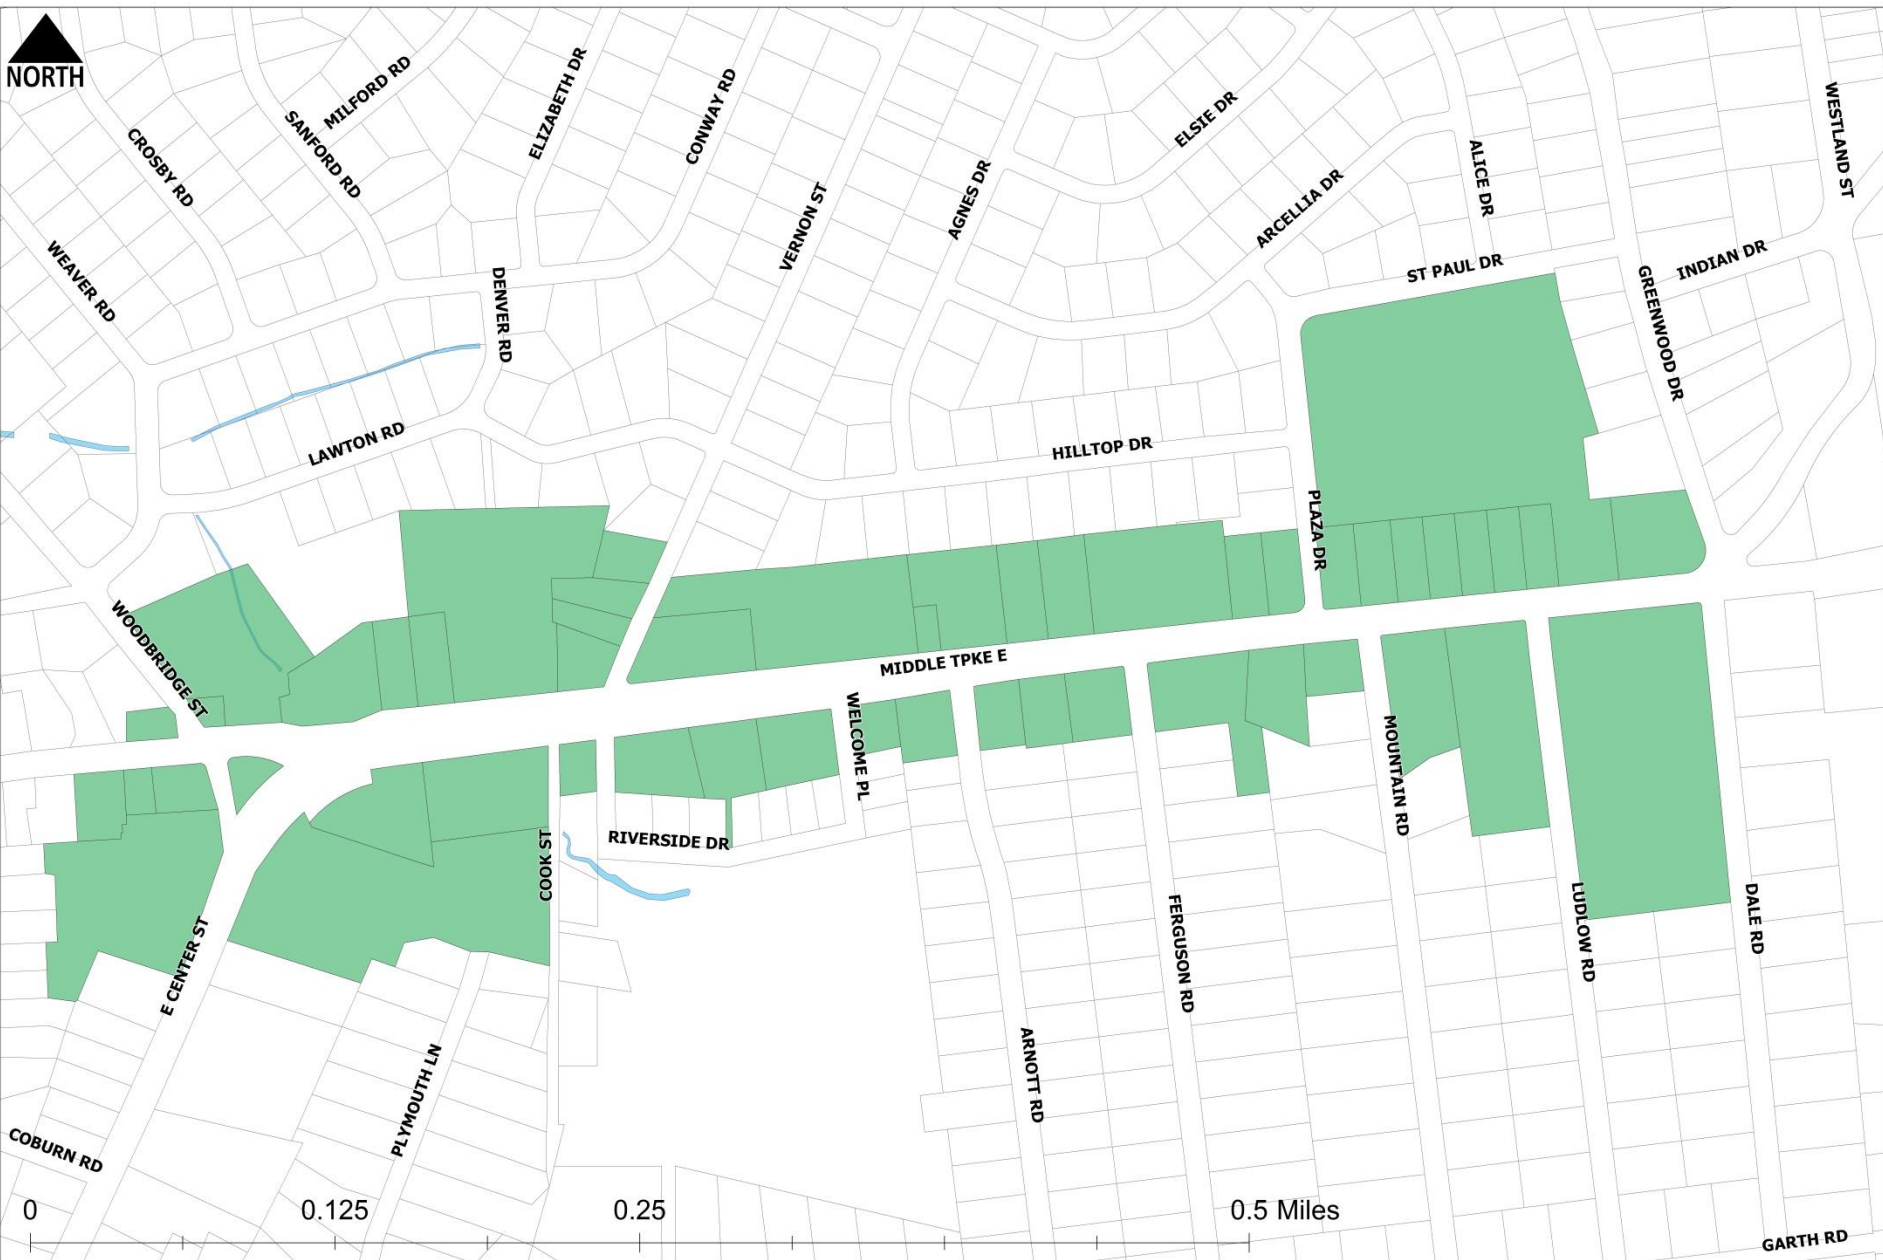 NORTH
MILFORD RD
ELIZABETH DR
CONWAY RD
SANFORD RD
CROSBY RD
WEAVER RD
DENVER RD
VERNON ST
AGNES DR
ELSIE DR
ARCELLIA DR
ALICE DR
WESTLAND ST
ST PAUL DR
INDIAN DR
GREENWOOD DR
LAWTON RD
HILLTOP DR
PLAZA DR
WOODBRIDGE ST
MIDDLE TPKE E
WELCOME PL
MOUNTAIN RD
RIVERSIDE DR
COOK ST
E CENTER ST
FERGUSON RD
LUDLOW RD
DALE RD
PLYMOUTH LN
ARNOTT RD
COBURN RD
0
0.125
0.25
0.5 Miles
GARTH RD